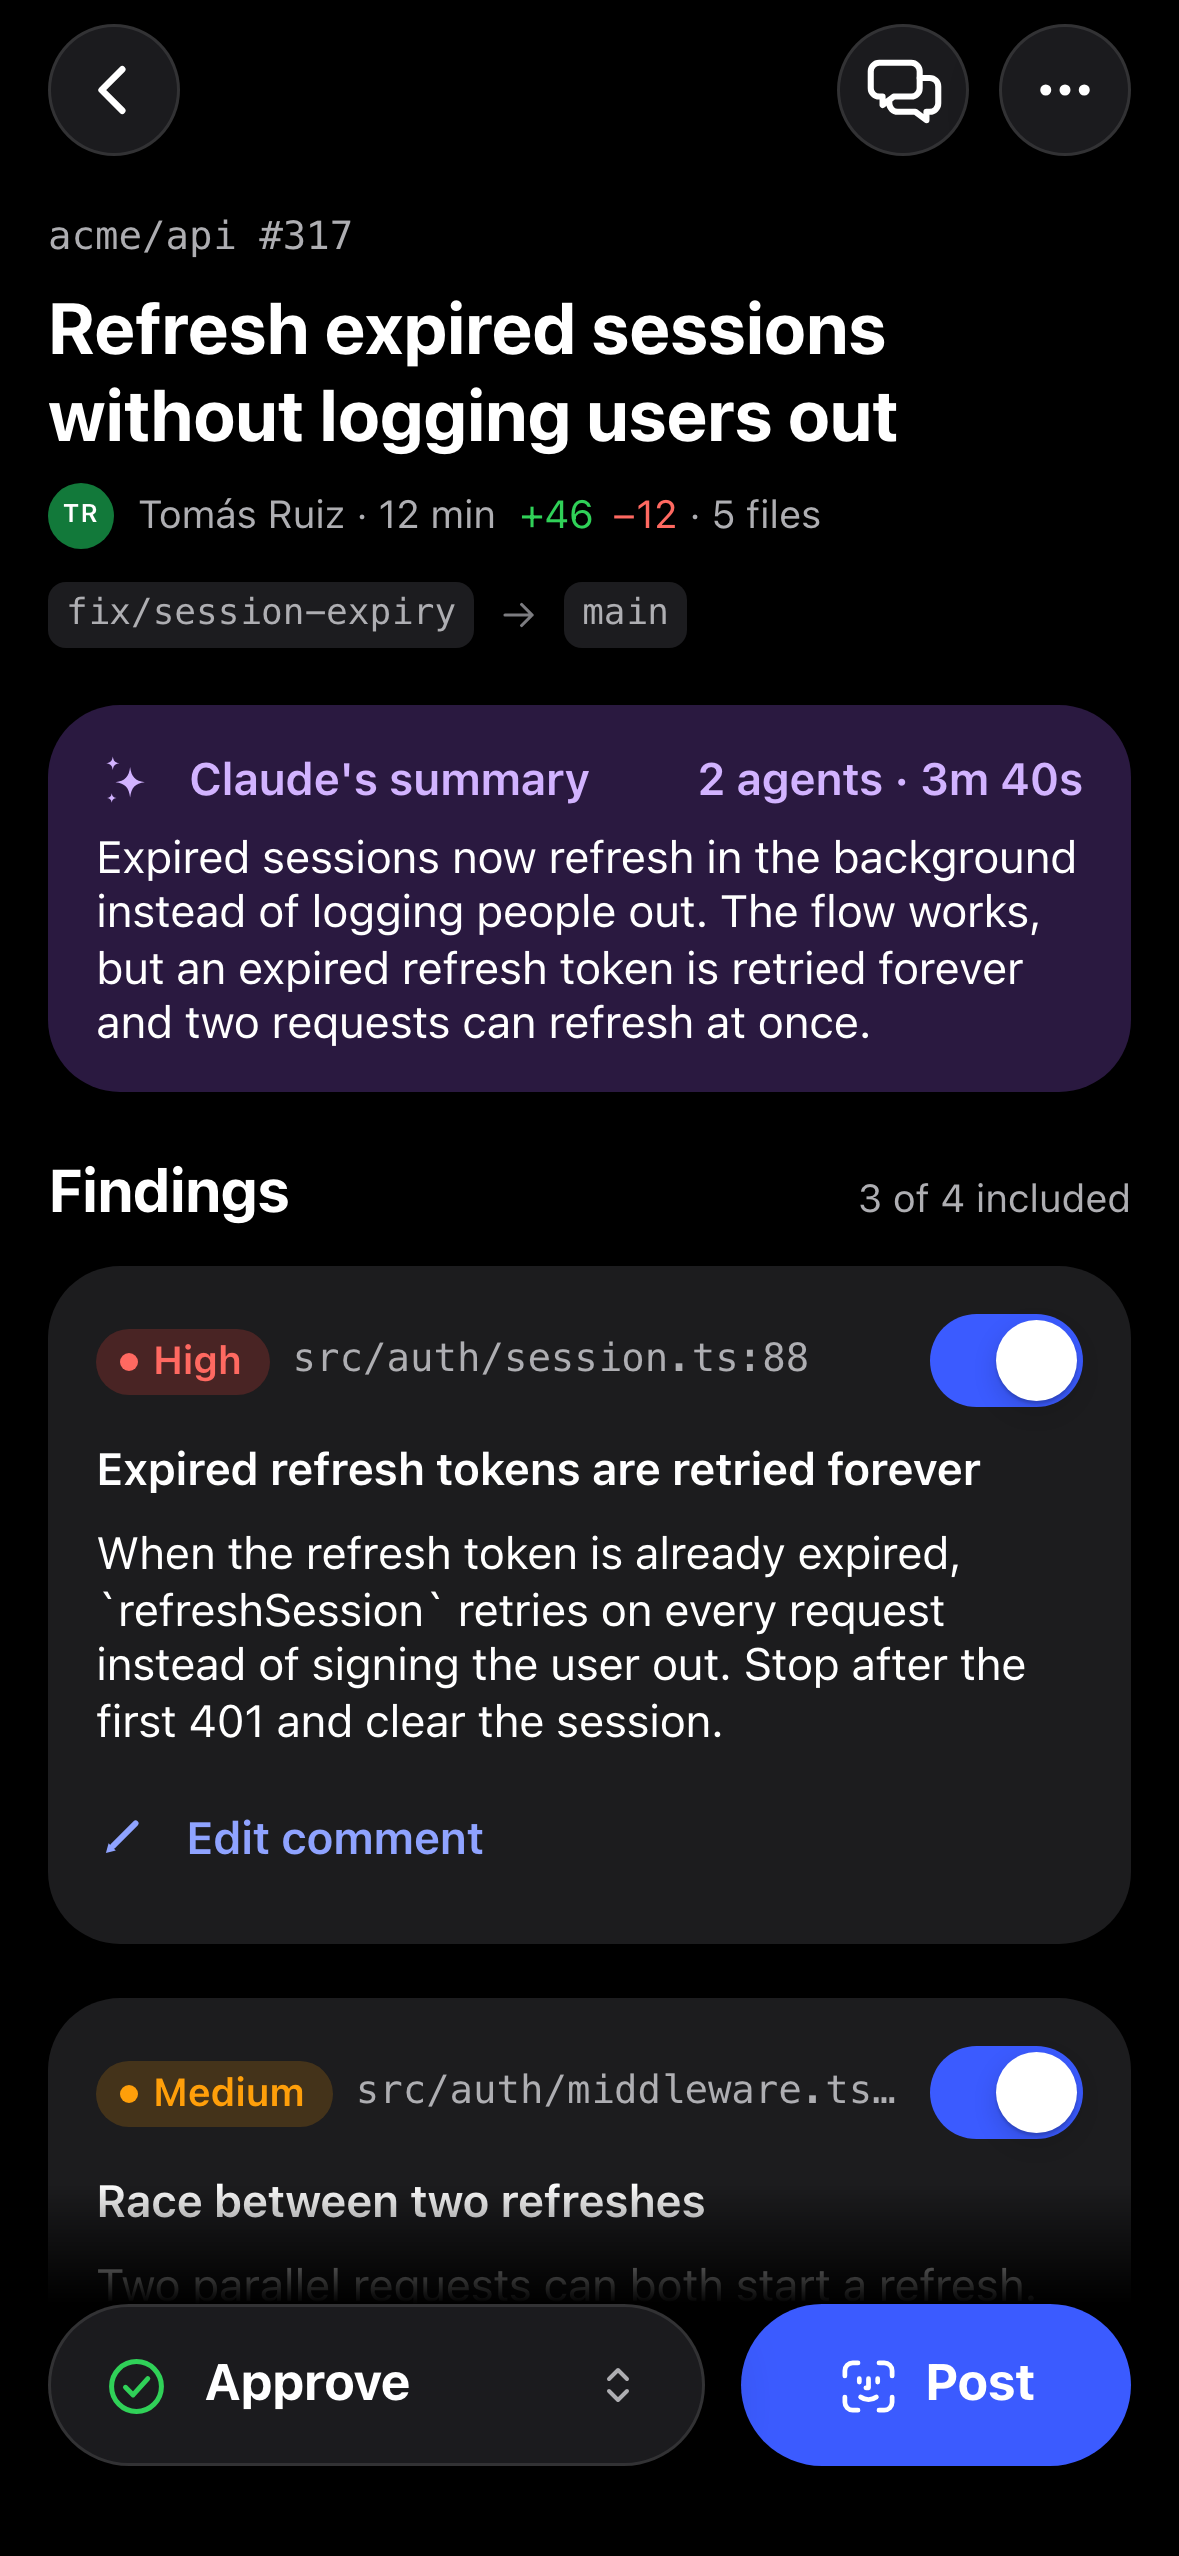 acme/api #317
Refresh expired sessions
without logging users out
TR Tomás Ruiz · 12 min +46 −12 · 5 files
fix/session-expiry → main
Claude's summary 2 agents · 3m 40s
Expired sessions now refresh in the background
instead of logging people out. The flow works,
but an expired refresh token is retried forever
and two requests can refresh at once.
Findings 3 of 4 included
High src/auth/session.ts:88
Expired refresh tokens are retried forever
When the refresh token is already expired,
`refreshSession` retries on every request
instead of signing the user out. Stop after the
first 401 and clear the session.
Edit comment
Medium src/auth/middleware.ts…
Race between two refreshes
Two parallel requests can both start a refresh.
Approve Post